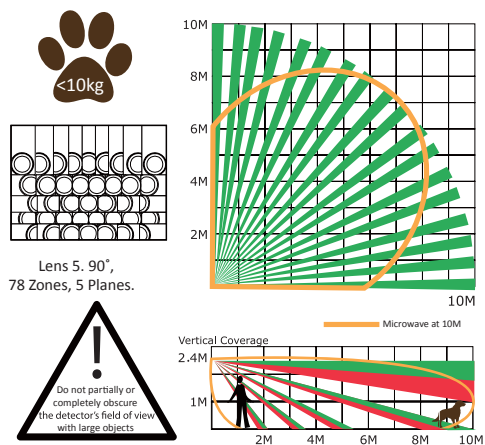 <10kg
Lens 5. 90˚,
78 Zones, 5 Planes.
!
Do not partially or
completely obscure
the detector's field of view
with large objects
1M
8M
6M
4M
2M
10M
Microwave at 10M
Vertical Coverage
2.4M
1M
2M
4M
6M
8M
10M